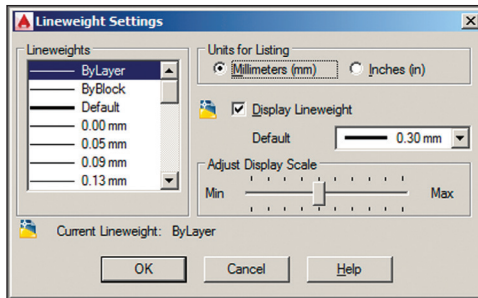 Lineweight Settings
Lineweights
ByLayer
ByBlock
Default
0.00 mm
0.05 mm
0.09 mm
0.13 mm
Units for Listing
Millimeters (mm) Inches (in)
Display Lineweight
Default 0.30 mm
Adjust Display Scale
Min Max
Current Lineweight: ByLayer
OK Cancel Help